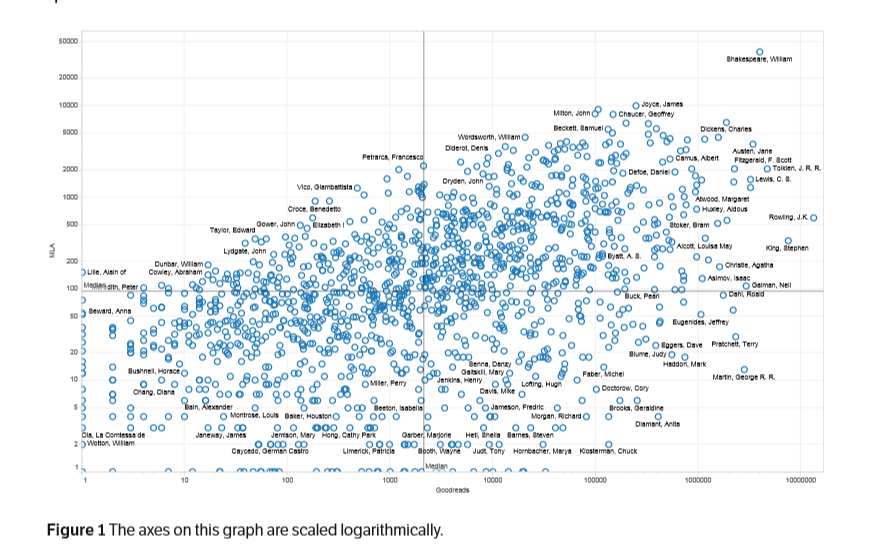 50000
Shakespeare, William
20000
10000
Joyce, James
Milton, John
Chaucer, Geoffrey
5000
Beckett, Samuel
Dickens, Charles
Wordsworth, William
Diderot, Denis
Austen, Jane
Petrarca, Francesco
Camus, Albert
Fitzgerald, F. Scott
2000
Defoe, Daniel
Tolkien, J. R. R.
Dryden, John
Lewis, C. S.
Vico, Giambattista
1000
Atwood, Margaret
Croce, Benedetto
Huxley, Aldous
Rowling, J.K.
500
Gower, John
Elizabeth I
Stoker, Bram
Taylor, Edward
MLA
Alcott, Louisa May
King, Stephen
Lydgate, John
Byatt, A. S.
200
Dunbar, William
Christie, Agatha
Lille, Alain of
Cowley, Abraham
Asimov, Isaac
100
Median
Peter
Gaiman, Neil
Buck, Pearl
Dahl, Roald
50
Seward, Anna
Eugenides, Jeffrey
20
Eggers, Dave
Pratchett, Terry
Blume, Judy
Benna, Danzy
Haddon, Mark
Bushnell, Horace
Gaitskill, Mary
Faber, Michel
Martin, George R. R.
10
Miller, Perry
Jenkins, Henry
Lofting, Hugh
Chang, Diana
Davis, Mike
Doctorow, Cory
5
Bain, Alexander
Beeton, Isabella
Jameson, Fredric
Brooks, Geraldine
Montrose, Louis
Baker, Houston
Morgan, Richard
Diamant, Anita
Dia, La Comtessa de
Janeway, James
Jemison, Mary
Hong, Cathy Park
Garber, Marjorie
Heti, Sheila
Barnes, Steven
2
Wotton, William
Caycedo, German Castro
Limerick, Patricia
Booth, Wayne
Judt, Tony
Hornbacher, Marya
Klosterman, Chuck
1
Median
1 10 100 1000 10000 100000 1000000 10000000
Goodreads
Figure 1 The axes on this graph are scaled logarithmically.